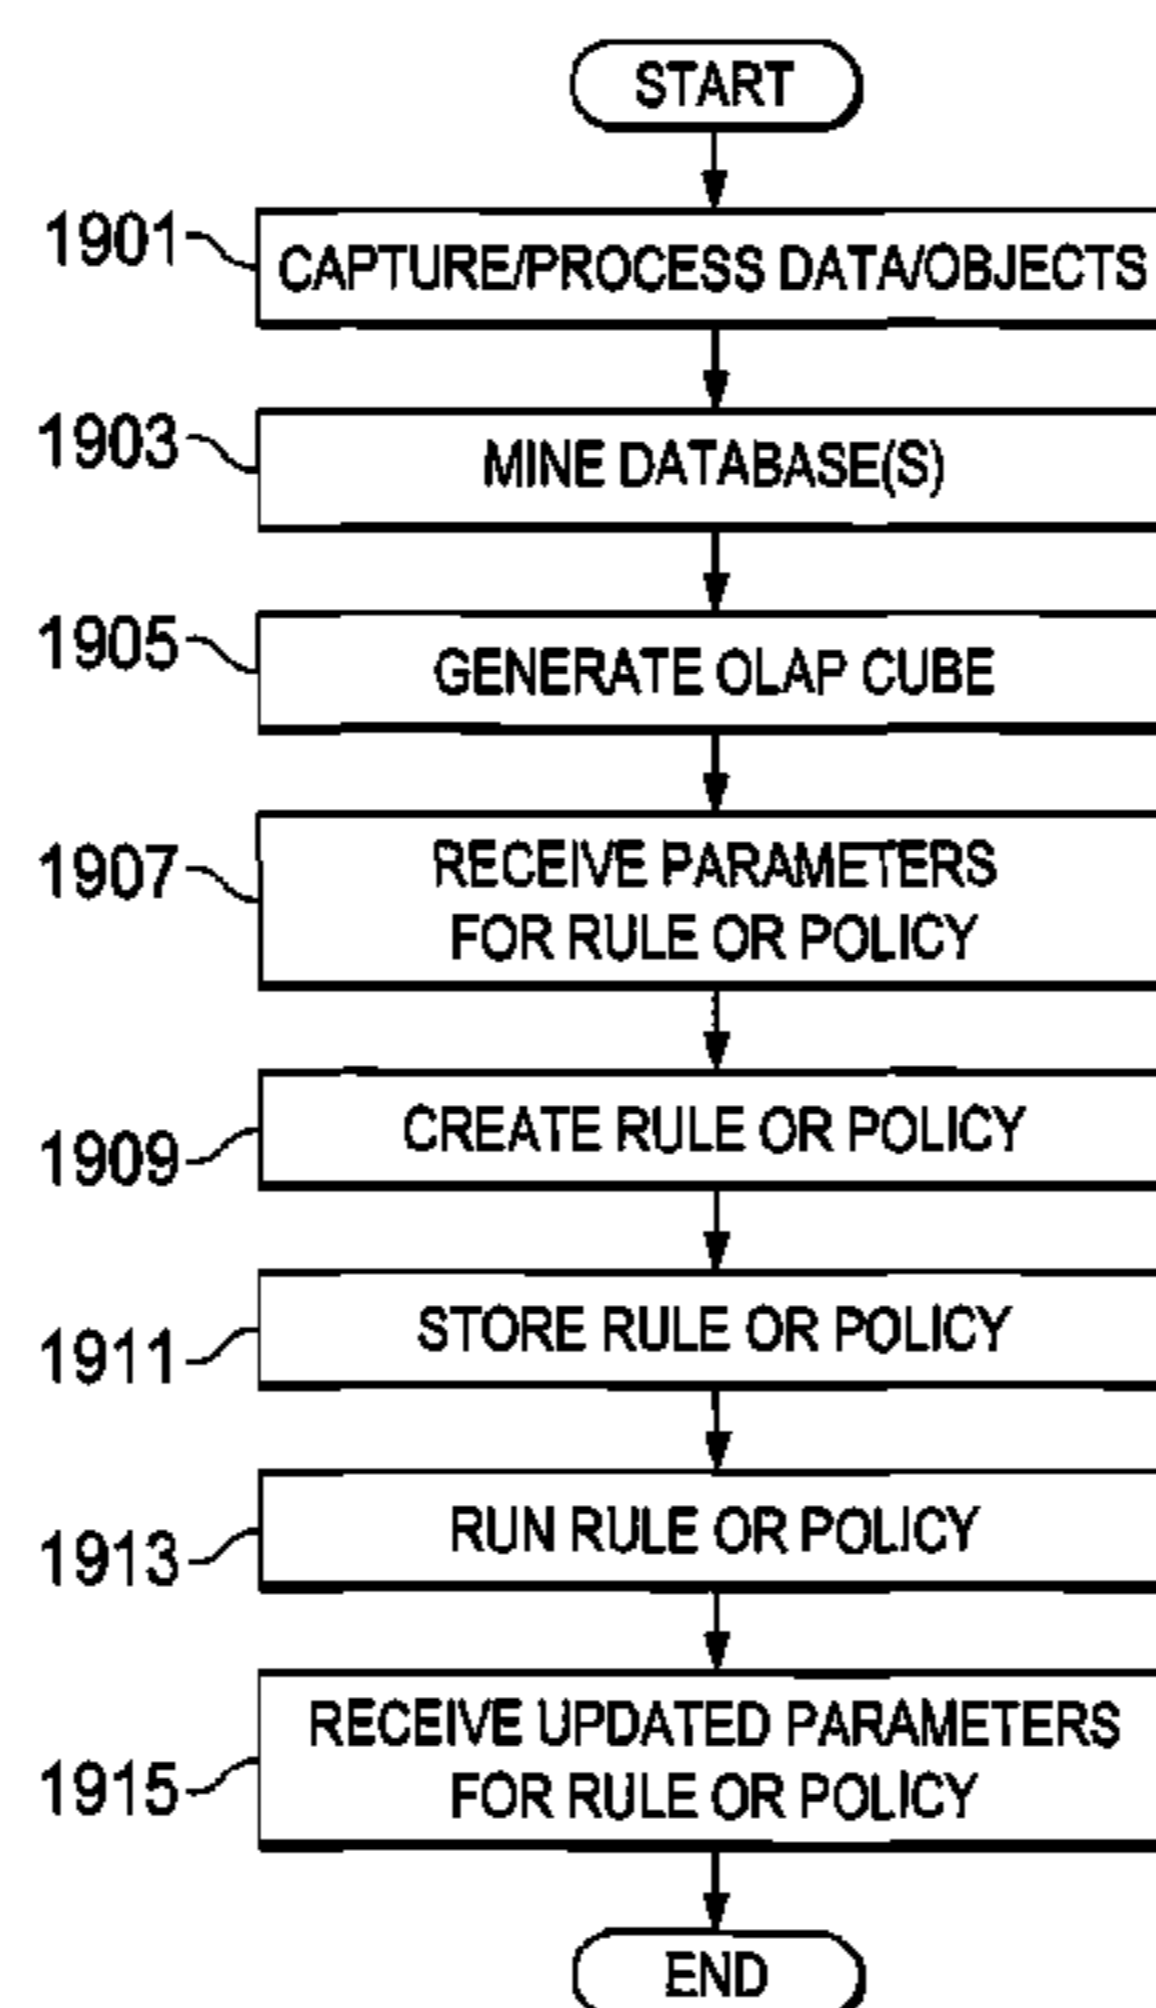 START
1901
CAPTURE/PROCESS DATA/OBJECTS
1903
MINE DATABASE(S)
1905
GENERATE OLAP CUBE
1907
RECEIVE PARAMETERS
FOR RULE OR POLICY
1909
CREATE RULE OR POLICY
1911
STORE RULE OR POLICY
1913
RUN RULE OR POLICY
1915
RECEIVE UPDATED PARAMETERS
FOR RULE OR POLICY
END